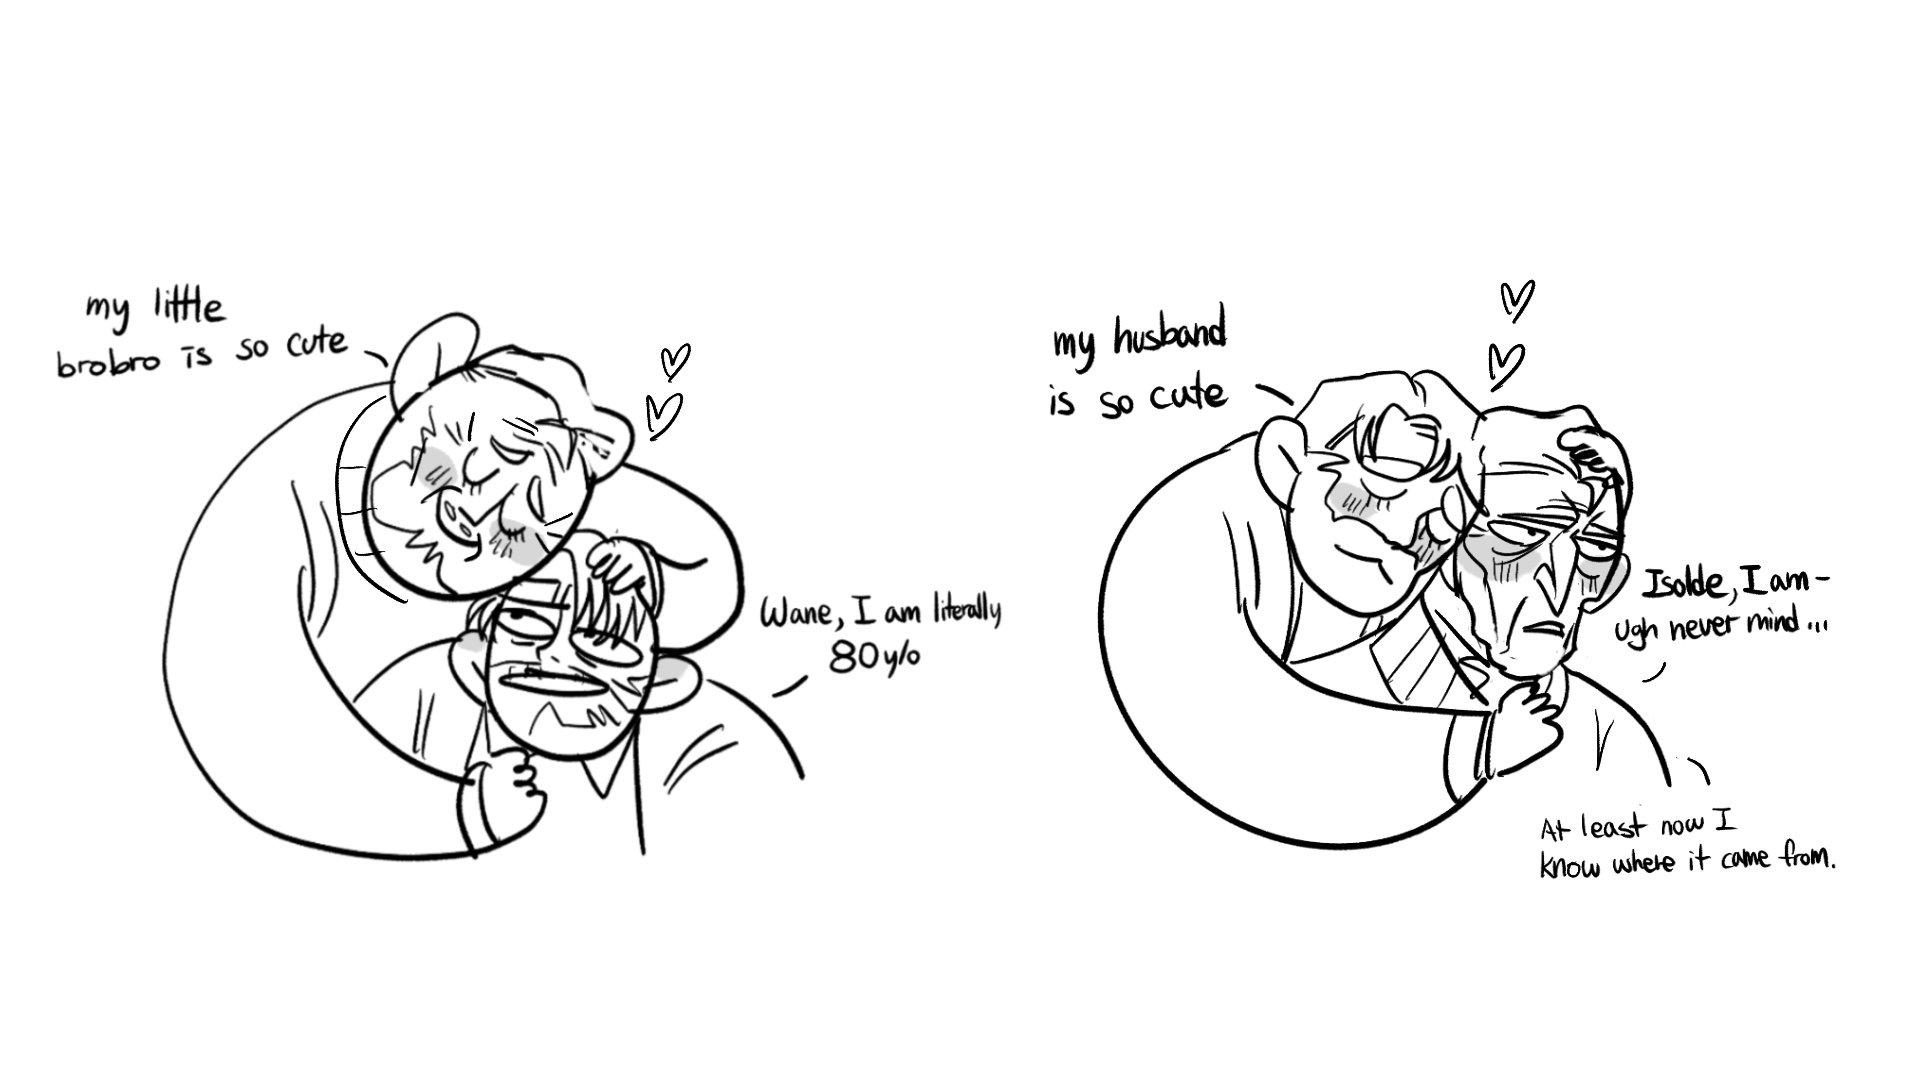 my little
brobro is so cute
Wane, I am literally
80 y/o
my husband
is so cute
Isolde, I am -
ugh never mind...
At least now I
know where it came from.